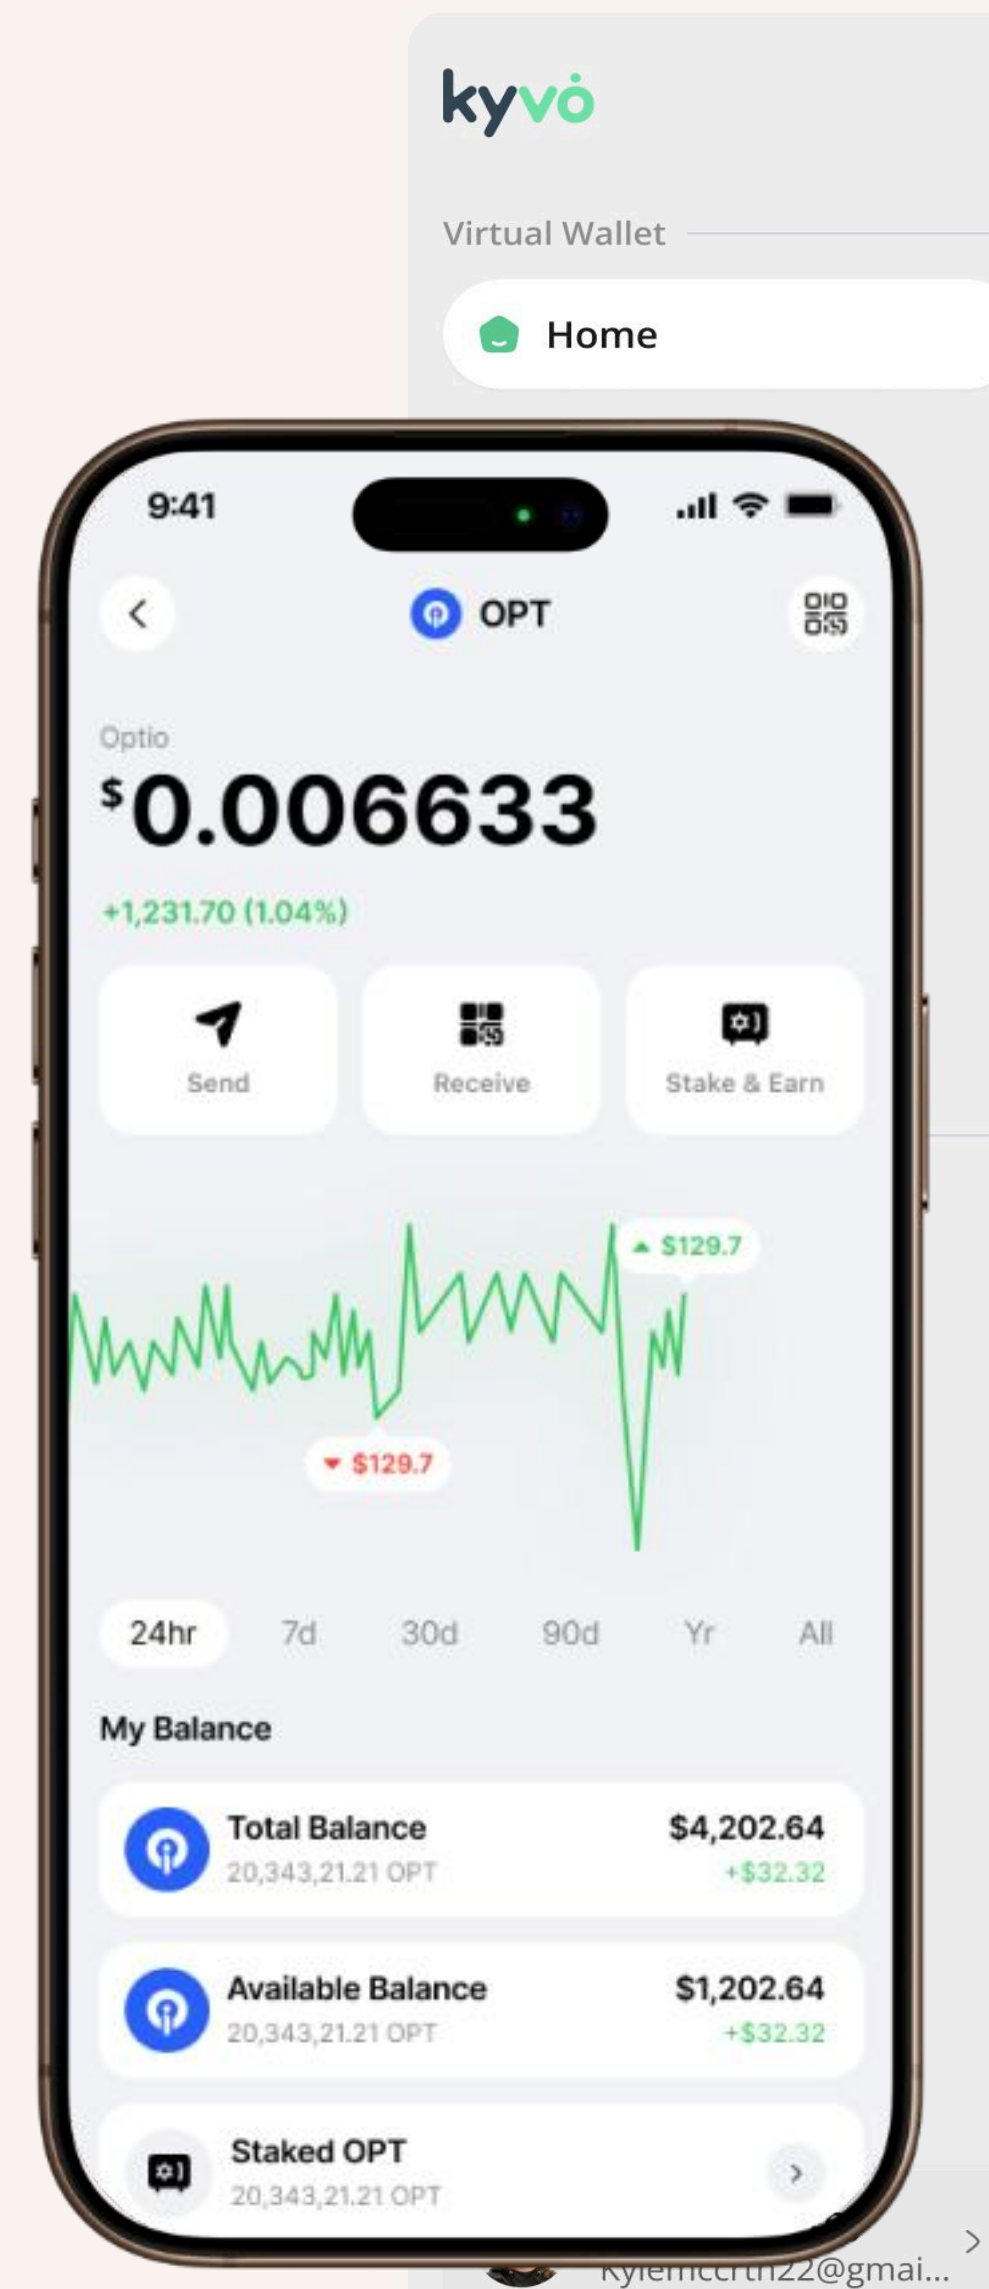 kyvo
Virtual Wallet
Home
9:41
OPT
Optio
$0.006633
+1,231.70 (1.04%)
Send
Receive
Stake & Earn
$129.7
$129.7
24hr 7d 30d 90d Yr All
My Balance
Total Balance $4,202.64
20,343,21.21 OPT +$32.32
Available Balance $1,202.64
20,343,21.21 OPT +$32.32
Staked OPT
20,343,21.21 OPT
Kylemccrth22@gmai...